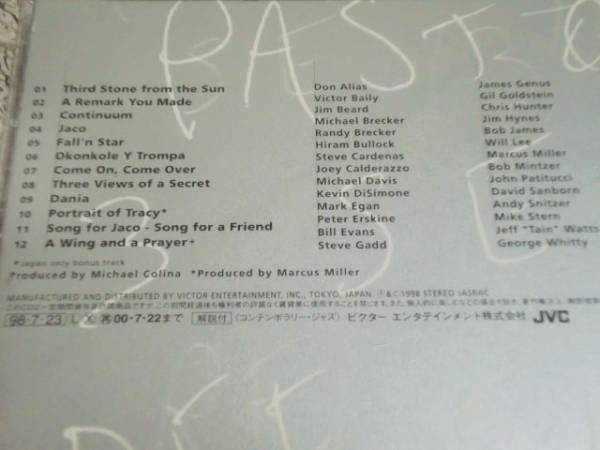 PASTO
01 Third Stone from the Sun
02 A Remark You Made
03 Continuum
04 Jaco
05 Fall'n Star
06 Okonkole Y Trompa
07 Come On, Come Over
08 Three Views of a Secret
09 Dania
10 Portrait of Tracy*
11 Song for Jaco - Song for a Friend
12 A Wing and a Prayer+
Don Alias
Victor Baily
Jim Beard
Michael Brecker
Randy Brecker
Hiram Bullock
Steve Cardenas
Joey Calderazzo
Michael Davis
Kevin DiSimone
Mark Egan
Peter Erskine
Bill Evans
Steve Gadd
James Genus
Gil Goldstein
Chris Hunter
Jim Hynes
Bob James
Will Lee
Marcus Miller
Bob Mintzer
John Patitucci
David Sanborn
Andy Snitzer
Mike Stern
Jeff "Tain" Watts
George Whitty
+Japan only bonus track
Produced by Michael Colina *Produced by Marcus Miller
MANUFACTURED AND DISTRIBUTED BY VICTOR ENTERTAINMENT, INC., TOKYO, JAPAN. Ⓟ&©1998 STEREO JASRAC
98・7・23 L X 再00・7・22まで 解説付 〈コンテンポラリー・ジャズ〉 ビクター エンタテインメント株式会社 JVC